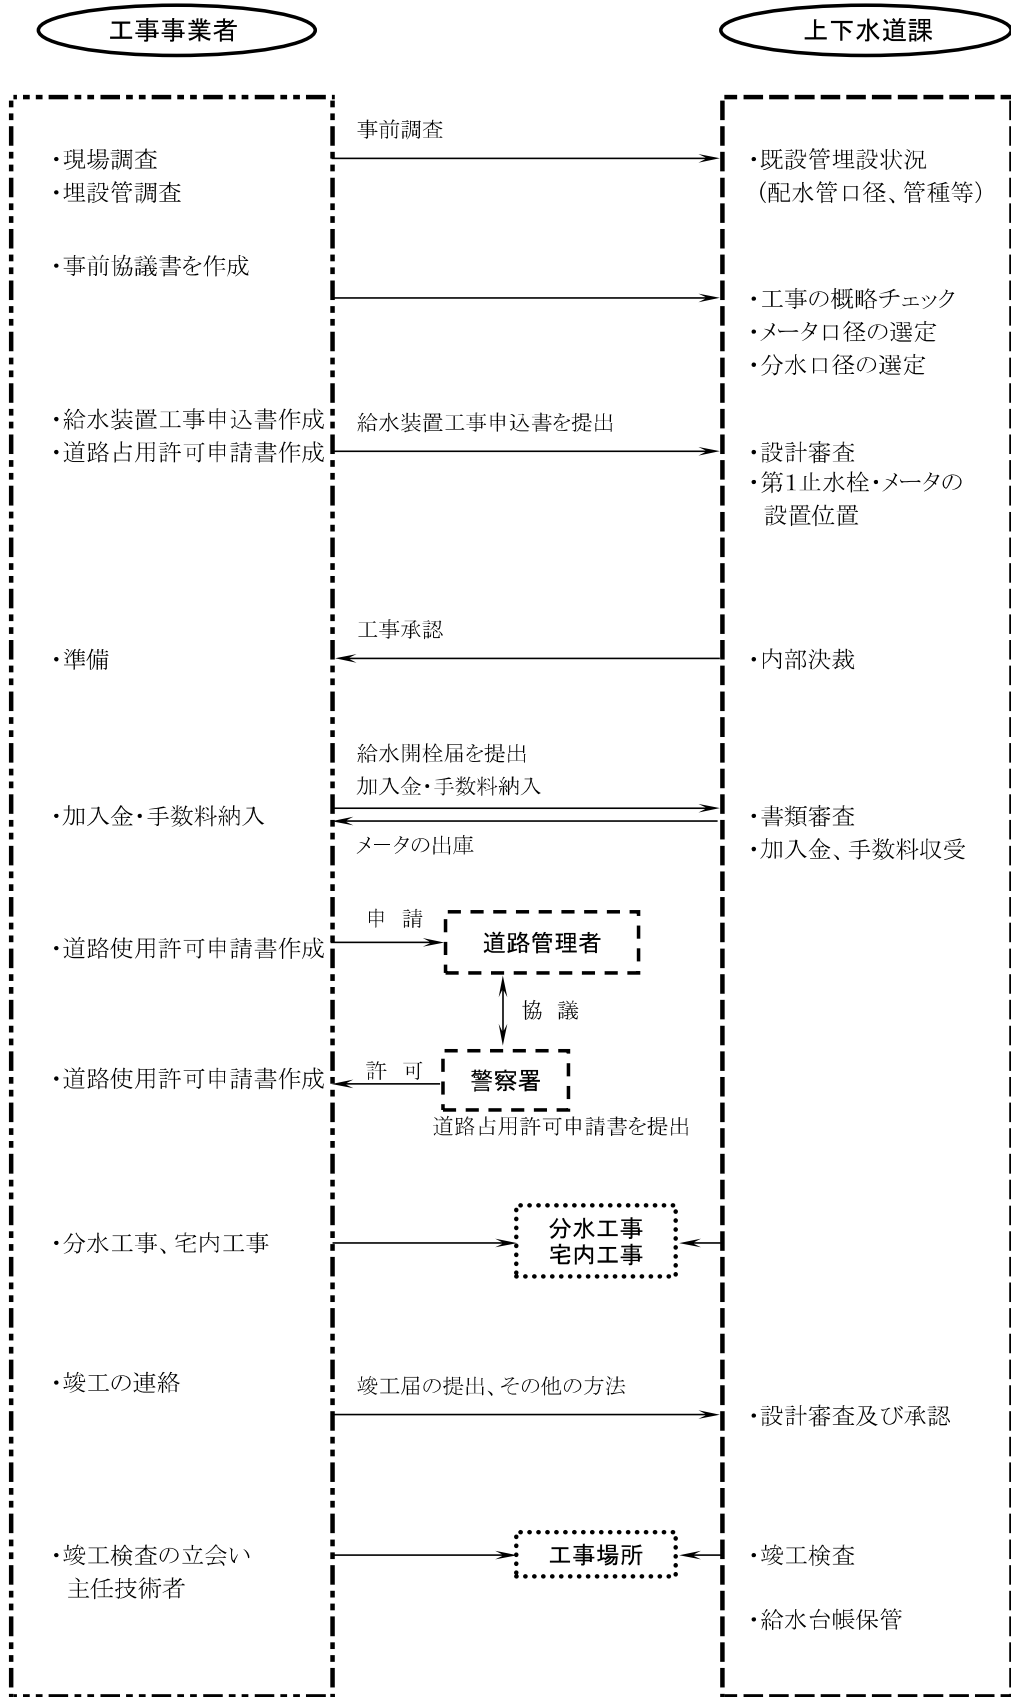 工事事業者
上下水道課
事前調査
・現場調査
・埋設管調査
・既設管埋設状況
（配水管口径、管種等）
・事前協議書を作成
・工事の概略チェック
・メータ口径の選定
・分水口径の選定
・給水装置工事申込書作成
・道路占用許可申請書作成
給水装置工事申込書を提出
・設計審査
・第1止水栓・メータの
設置位置
工事承認
・準備
・内部決裁
給水開栓届を提出
加入金・手数料納入
・加入金・手数料納入
メータの出庫
・書類審査
・加入金、手数料収受
申 請
・道路使用許可申請書作成
道路管理者
協 議
・道路使用許可申請書作成
許 可
警察署
道路占用許可申請書を提出
・分水工事、宅内工事
分水工事
宅内工事
・竣工の連絡
竣工届の提出、その他の方法
・設計審査及び承認
・竣工検査の立会い
主任技術者
工事場所
・竣工検査
・給水台帳保管